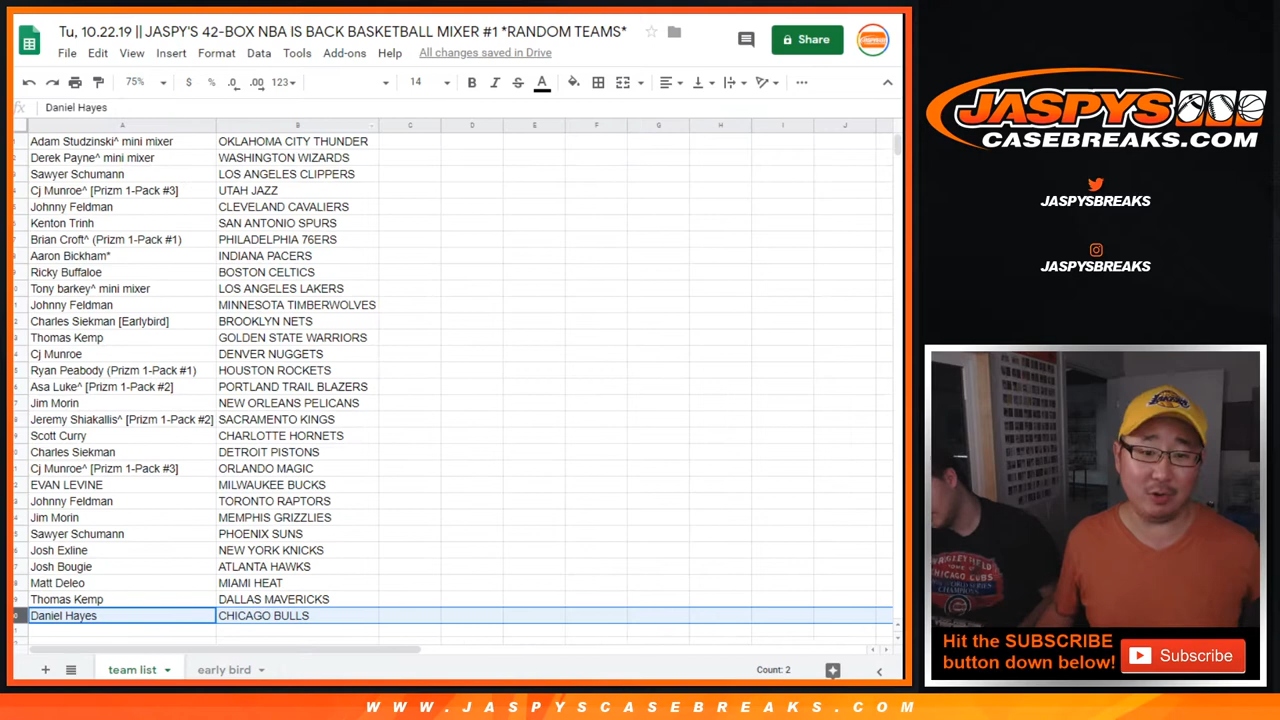 Tu, 10.22.19 || JASPY'S 42-BOX NBA IS BACK BASKETBALL MIXER #1 *RANDOM TEAMS*
File Edit View Insert Format Data Tools Add-ons Help All changes saved in Drive
Share
75% $ % .0 .00 123 14 B I S A
fx Daniel Hayes
A B C D E F G H I J
Adam Studzinski^ mini mixer OKLAHOMA CITY THUNDER
Derek Payne^ mini mixer WASHINGTON WIZARDS
Sawyer Schumann LOS ANGELES CLIPPERS
Cj Munroe^ [Prizm 1-Pack #3] UTAH JAZZ
Johnny Feldman CLEVELAND CAVALIERS
Kenton Trinh SAN ANTONIO SPURS
Brian Croft^ (Prizm 1-Pack #1) PHILADELPHIA 76ERS
Aaron Bickham* INDIANA PACERS
Ricky Buffaloe BOSTON CELTICS
Tony barkey^ mini mixer LOS ANGELES LAKERS
Johnny Feldman MINNESOTA TIMBERWOLVES
Charles Siekman [Earlybird] BROOKLYN NETS
Thomas Kemp GOLDEN STATE WARRIORS
Cj Munroe DENVER NUGGETS
Ryan Peabody (Prizm 1-Pack #1) HOUSTON ROCKETS
Asa Luke^ [Prizm 1-Pack #2] PORTLAND TRAIL BLAZERS
Jim Morin NEW ORLEANS PELICANS
Jeremy Shiakallis^ [Prizm 1-Pack #2] SACRAMENTO KINGS
Scott Curry CHARLOTTE HORNETS
Charles Siekman DETROIT PISTONS
Cj Munroe^ [Prizm 1-Pack #3] ORLANDO MAGIC
EVAN LEVINE MILWAUKEE BUCKS
Johnny Feldman TORONTO RAPTORS
Jim Morin MEMPHIS GRIZZLIES
Sawyer Schumann PHOENIX SUNS
Josh Exline NEW YORK KNICKS
Josh Bougie ATLANTA HAWKS
Matt Deleo MIAMI HEAT
Thomas Kemp DALLAS MAVERICKS
Daniel Hayes CHICAGO BULLS
team list early bird Count: 2
JASPYS
CASEBREAKS.COM
JASPYSBREAKS
JASPYSBREAKS
WRIGLEY FIELD
HOME OF
CHICAGO CUBS
WORLD SERIES
CHAMPIONS
Hit the SUBSCRIBE
button down below!
Subscribe
WWW.JASPYSCASEBREAKS.COM